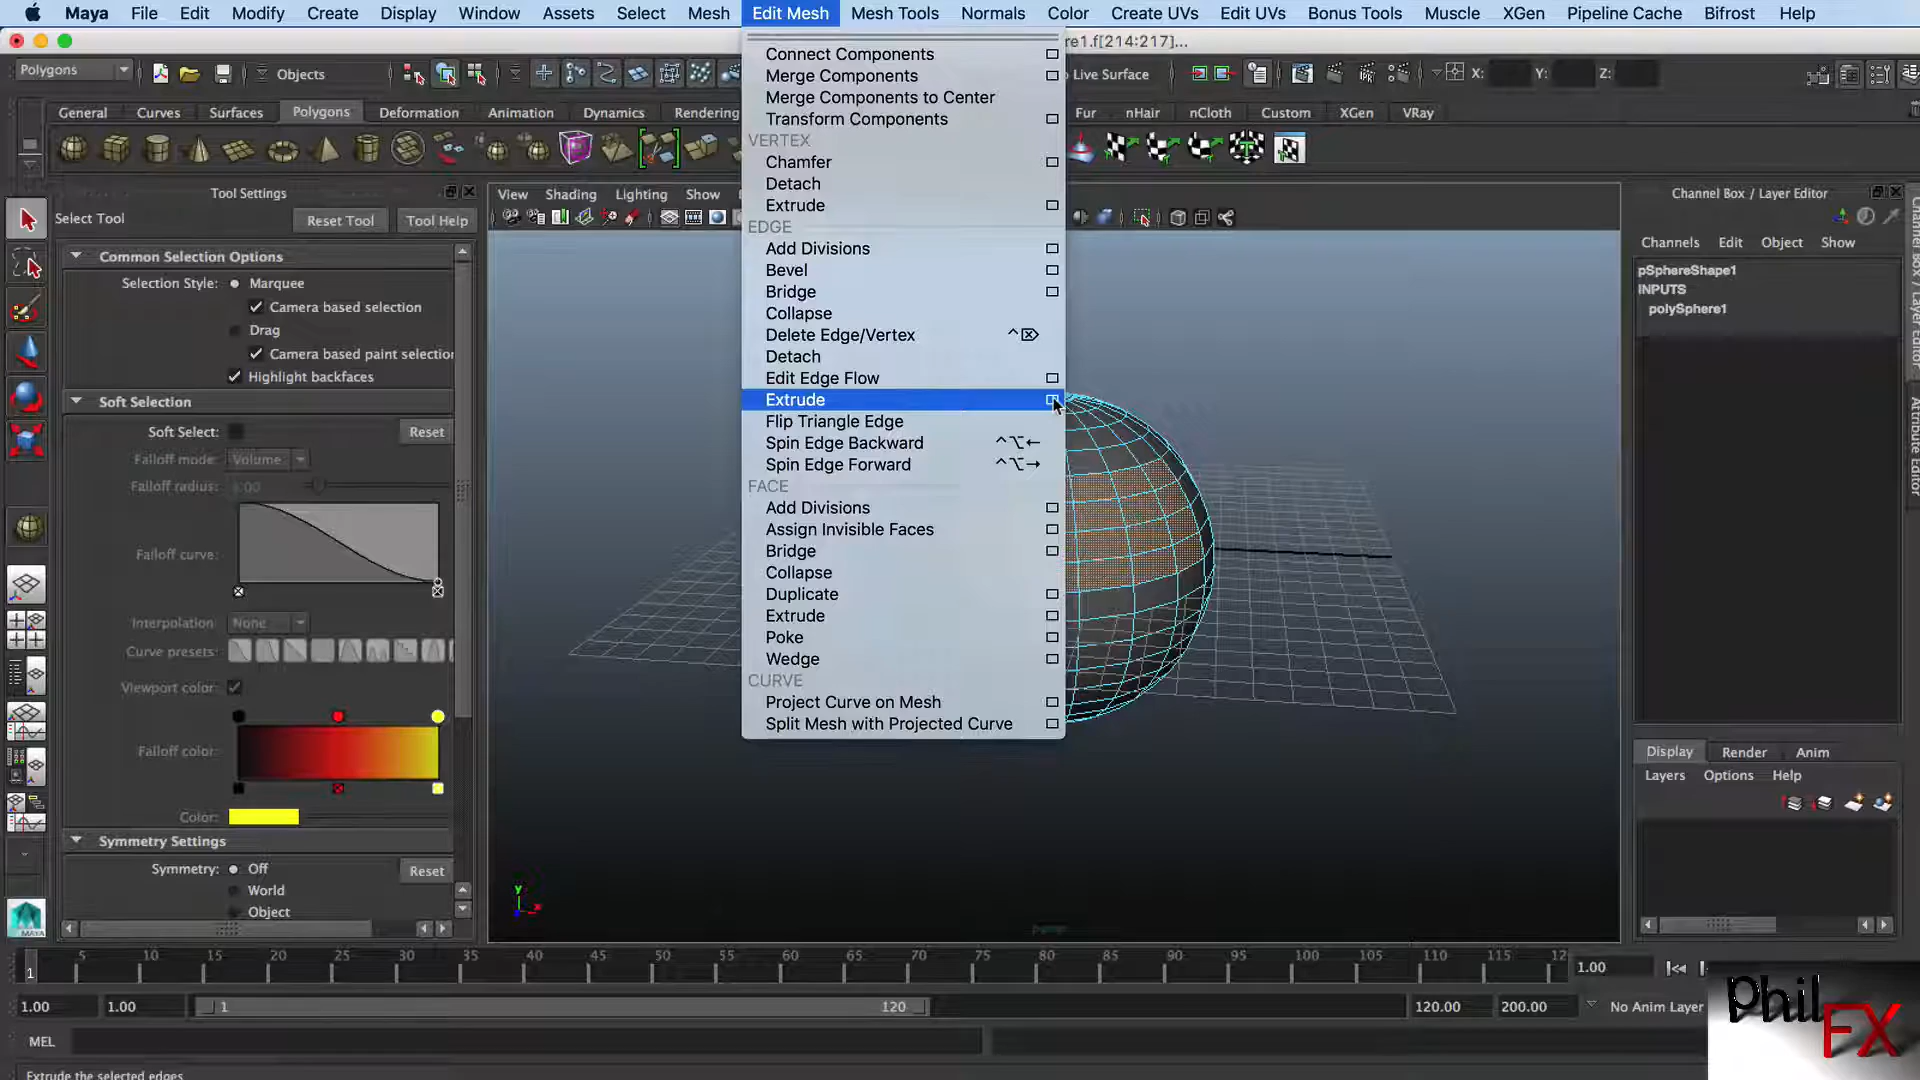 Maya File Edit Modify Create Display Window Assets Select Mesh Edit Mesh Mesh Tools Normals Color Create UVs Edit UVs Bonus Tools Muscle XGen Pipeline Cache Bifrost Help
re1.f[214:217]...
Polygons Objects Live Surface X: Y: Z:
General Curves Surfaces Polygons Deformation Animation Dynamics Rendering Fur nHair nCloth Custom XGen VRay
Tool Settings
Select Tool Reset Tool Tool Help
Common Selection Options
Selection Style: Marquee
Camera based selection
Drag
Camera based paint selection
Highlight backfaces
Soft Selection
Soft Select: Reset
Falloff mode: Volume
Falloff radius:
Falloff curve:
Interpolation: None
Curve presets:
Viewport color:
Falloff color:
Color:
Symmetry Settings
Symmetry: Off Reset
World
Object
MAYA
View Shading Lighting Show
Connect Components
Merge Components
Merge Components to Center
Transform Components
VERTEX
Chamfer
Detach
Extrude
EDGE
Add Divisions
Bevel
Bridge
Collapse
Delete Edge/Vertex ^⌦
Detach
Edit Edge Flow
Extrude
Flip Triangle Edge
Spin Edge Backward ^⌥←
Spin Edge Forward ^⌥→
FACE
Add Divisions
Assign Invisible Faces
Bridge
Collapse
Duplicate
Extrude
Poke
Wedge
CURVE
Project Curve on Mesh
Split Mesh with Projected Curve
y
Channel Box / Layer Editor
Channels Edit Object Show
pSphereShape1
INPUTS
polySphere1
Channel Box / Layer Editor
Attribute Editor
Display Render Anim
Layers Options Help
1 5 10 15 20 25 30 35 40 45 50 55 60 65 70 75 80 85 90 95 100 105 110 115 12 1.00
1.00 1.00 1 120 120.00 200.00 No Anim Layer
MEL
Extrude the selected edges
Phil
FX